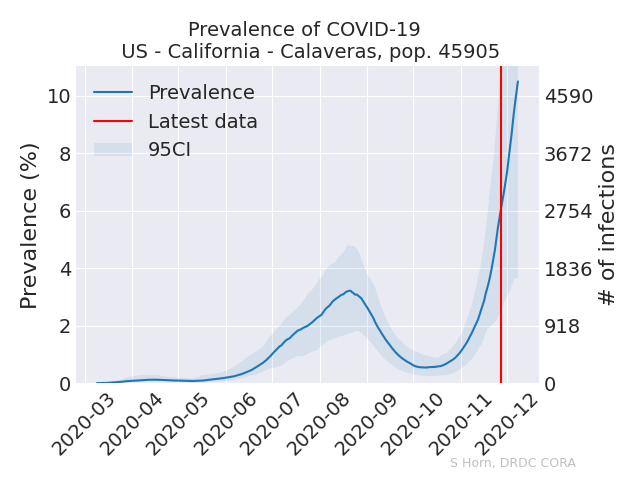 Prevalence of COVID-19
US - California - Calaveras, pop. 45905
Prevalence
Latest data
95CI
Prevalence (%)
10
8
6
4
2
0
4590
3672
2754
1836
918
0
# of infections
2020-03
2020-04
2020-05
2020-06
2020-07
2020-08
2020-09
2020-10
2020-11
2020-12
S Horn, DRDC CORA